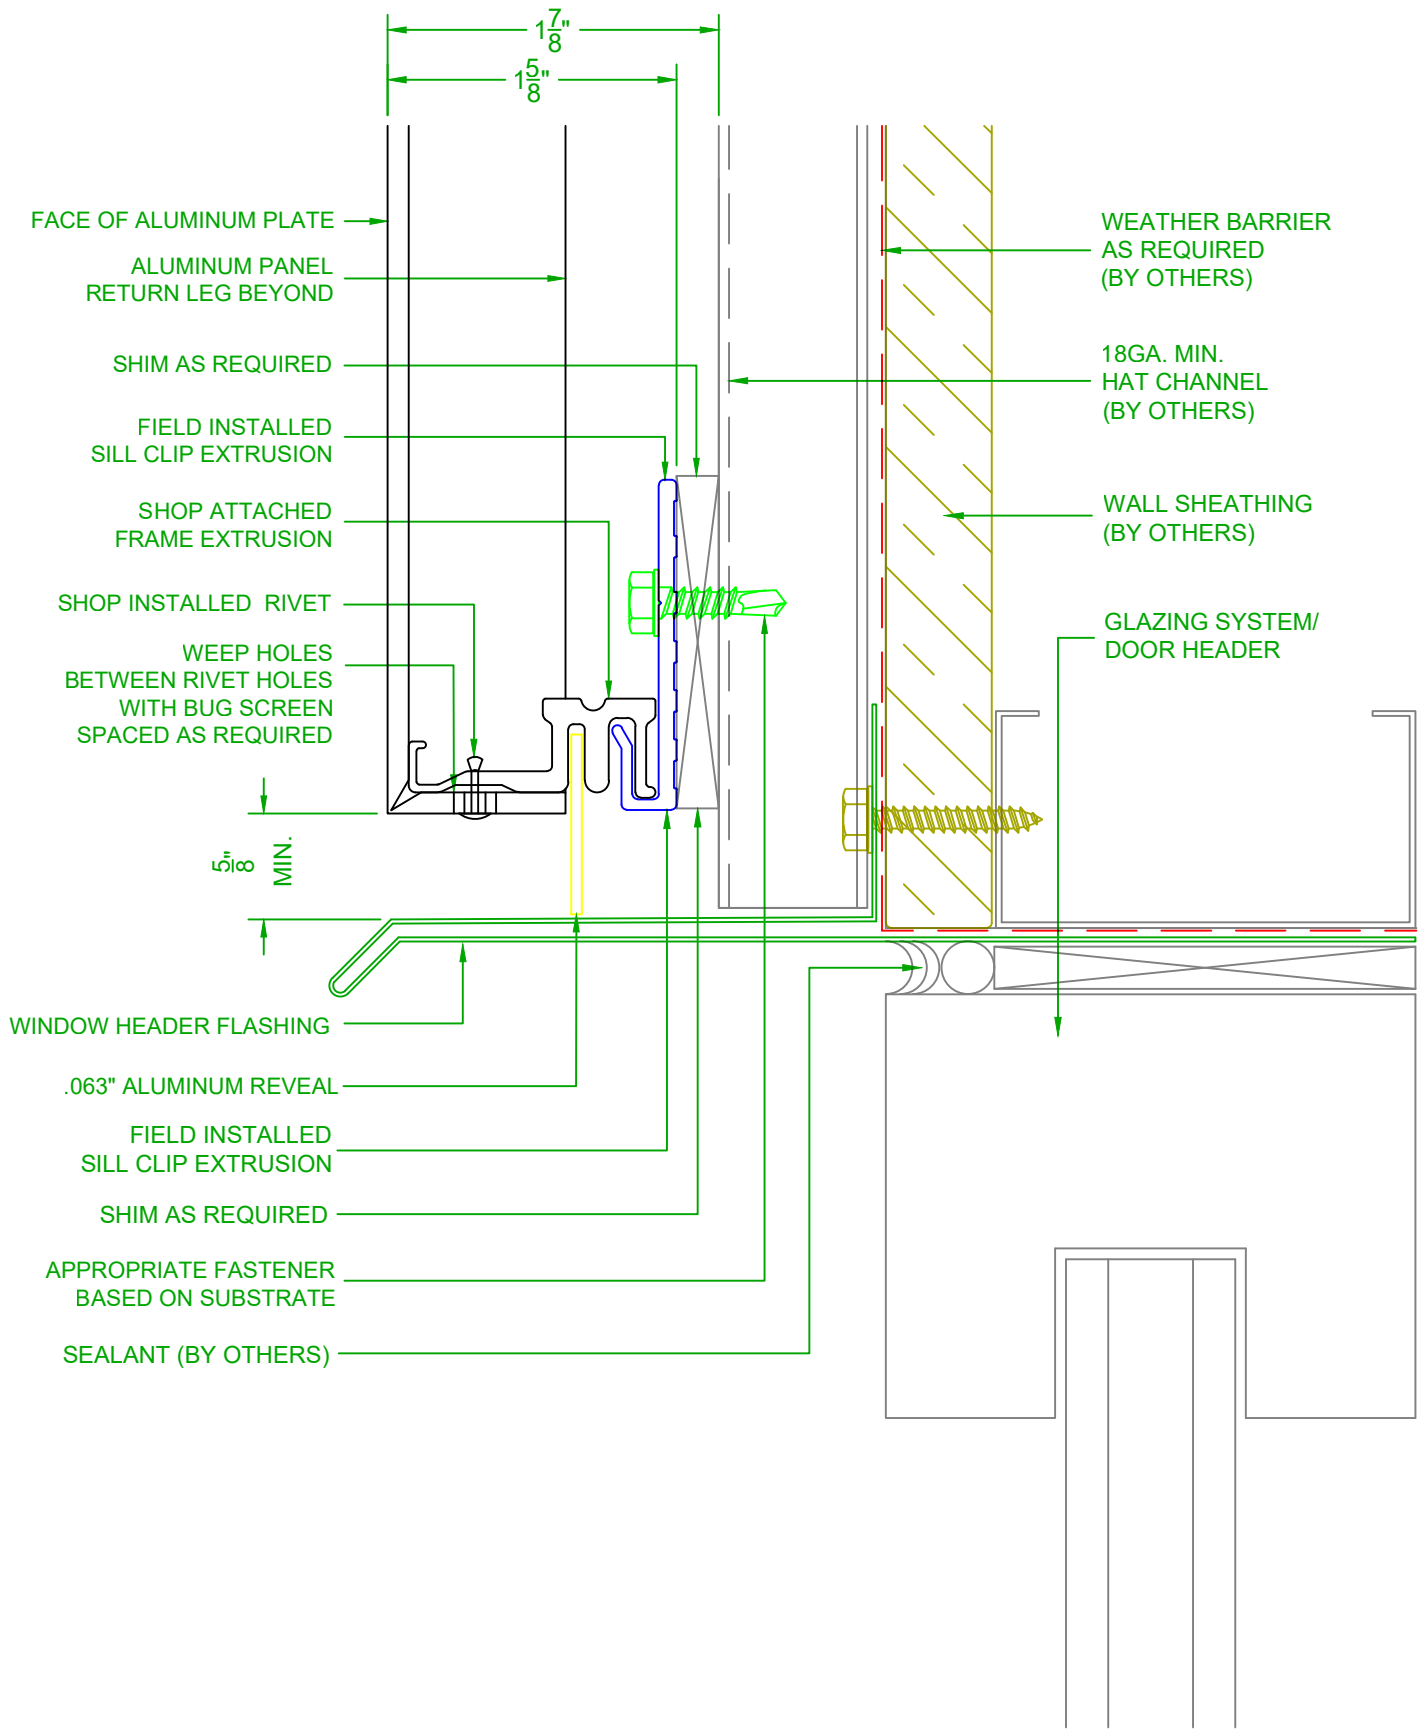 1 7/8"
1 5/8"
FACE OF ALUMINUM PLATE
ALUMINUM PANEL
RETURN LEG BEYOND
SHIM AS REQUIRED
FIELD INSTALLED
SILL CLIP EXTRUSION
SHOP ATTACHED
FRAME EXTRUSION
SHOP INSTALLED RIVET
WEEP HOLES
BETWEEN RIVET HOLES
WITH BUG SCREEN
SPACED AS REQUIRED
5/8"
MIN.
WINDOW HEADER FLASHING
.063" ALUMINUM REVEAL
FIELD INSTALLED
SILL CLIP EXTRUSION
SHIM AS REQUIRED
APPROPRIATE FASTENER
BASED ON SUBSTRATE
SEALANT (BY OTHERS)
WEATHER BARRIER
AS REQUIRED
(BY OTHERS)
18GA. MIN.
HAT CHANNEL
(BY OTHERS)
WALL SHEATHING
(BY OTHERS)
GLAZING SYSTEM/
DOOR HEADER